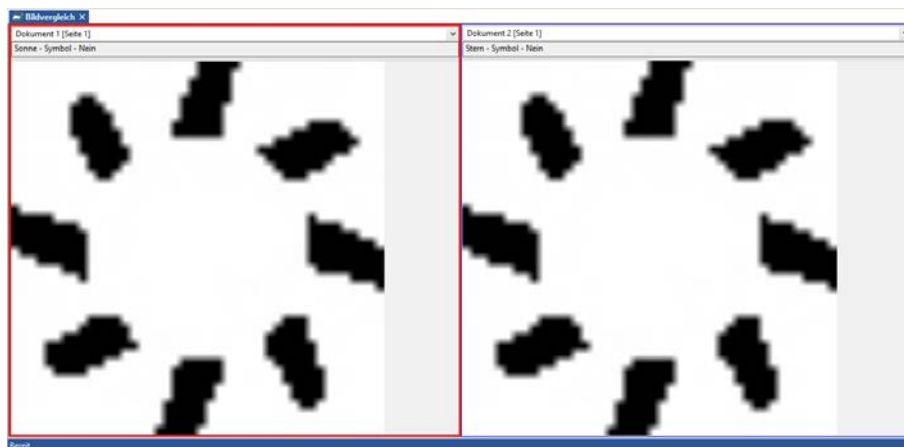 Bildvergleich
Dokument 1 [Seite 1]
Sonne - Symbol - Nein
Dokument 2 [Seite 1]
Stern - Symbol - Nein
Bereit